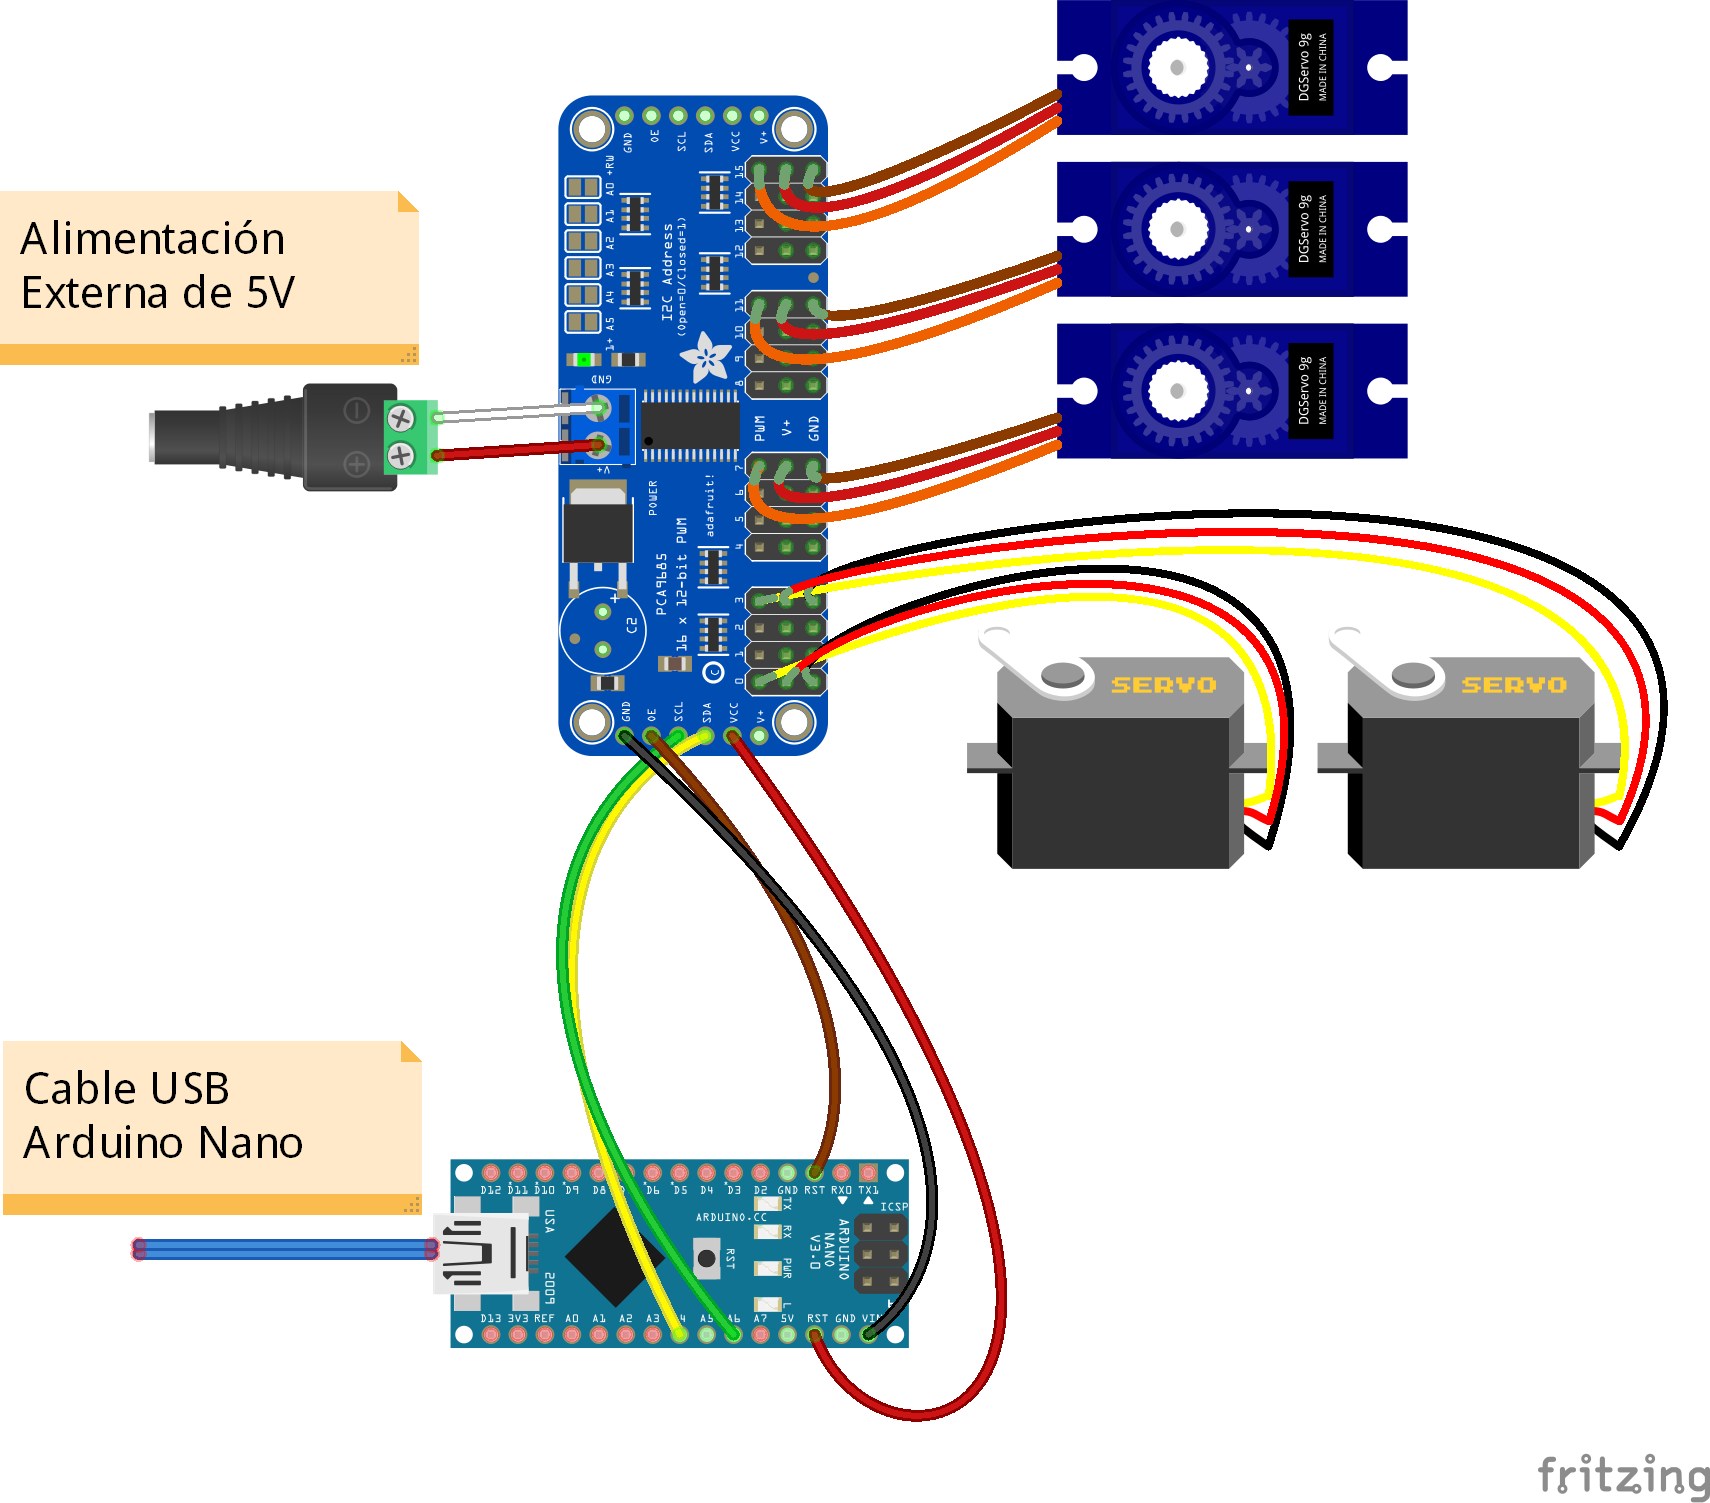 DGServo 9g
MADE IN CHINA
DGServo 9g
MADE IN CHINA
DGServo 9g
MADE IN CHINA
Alimentación
Externa de 5V
GND OE SCL SDA VCC V+
+RW
A0
A1
A2
A3
A4
A5
1+
I2C Address
(Open=0/Closed=1)
15
14
13
12
11
10
9
8
GND
V+
PWM V+ GND
POWER
adafruit!
PCA9685
16 x 12-bit PWM
+
C2
C
7
6
5
4
3
2
1
0
GND OE SCL SDA VCC V+
SERVO
SERVO
Cable USB
Arduino Nano
D12 D11 D10 D9 D8 D6 D5 D4 D3 D2 GND RST RX0 TX1
ICSP
USA
ARDUINO.CC
TX
RX
PWR
L
RST
ARDUINO
NANO
V3.0
D13 3V3 REF A0 A1 A2 A3 A4 A5 A6 A7 5V RST GND VIN
fritzing